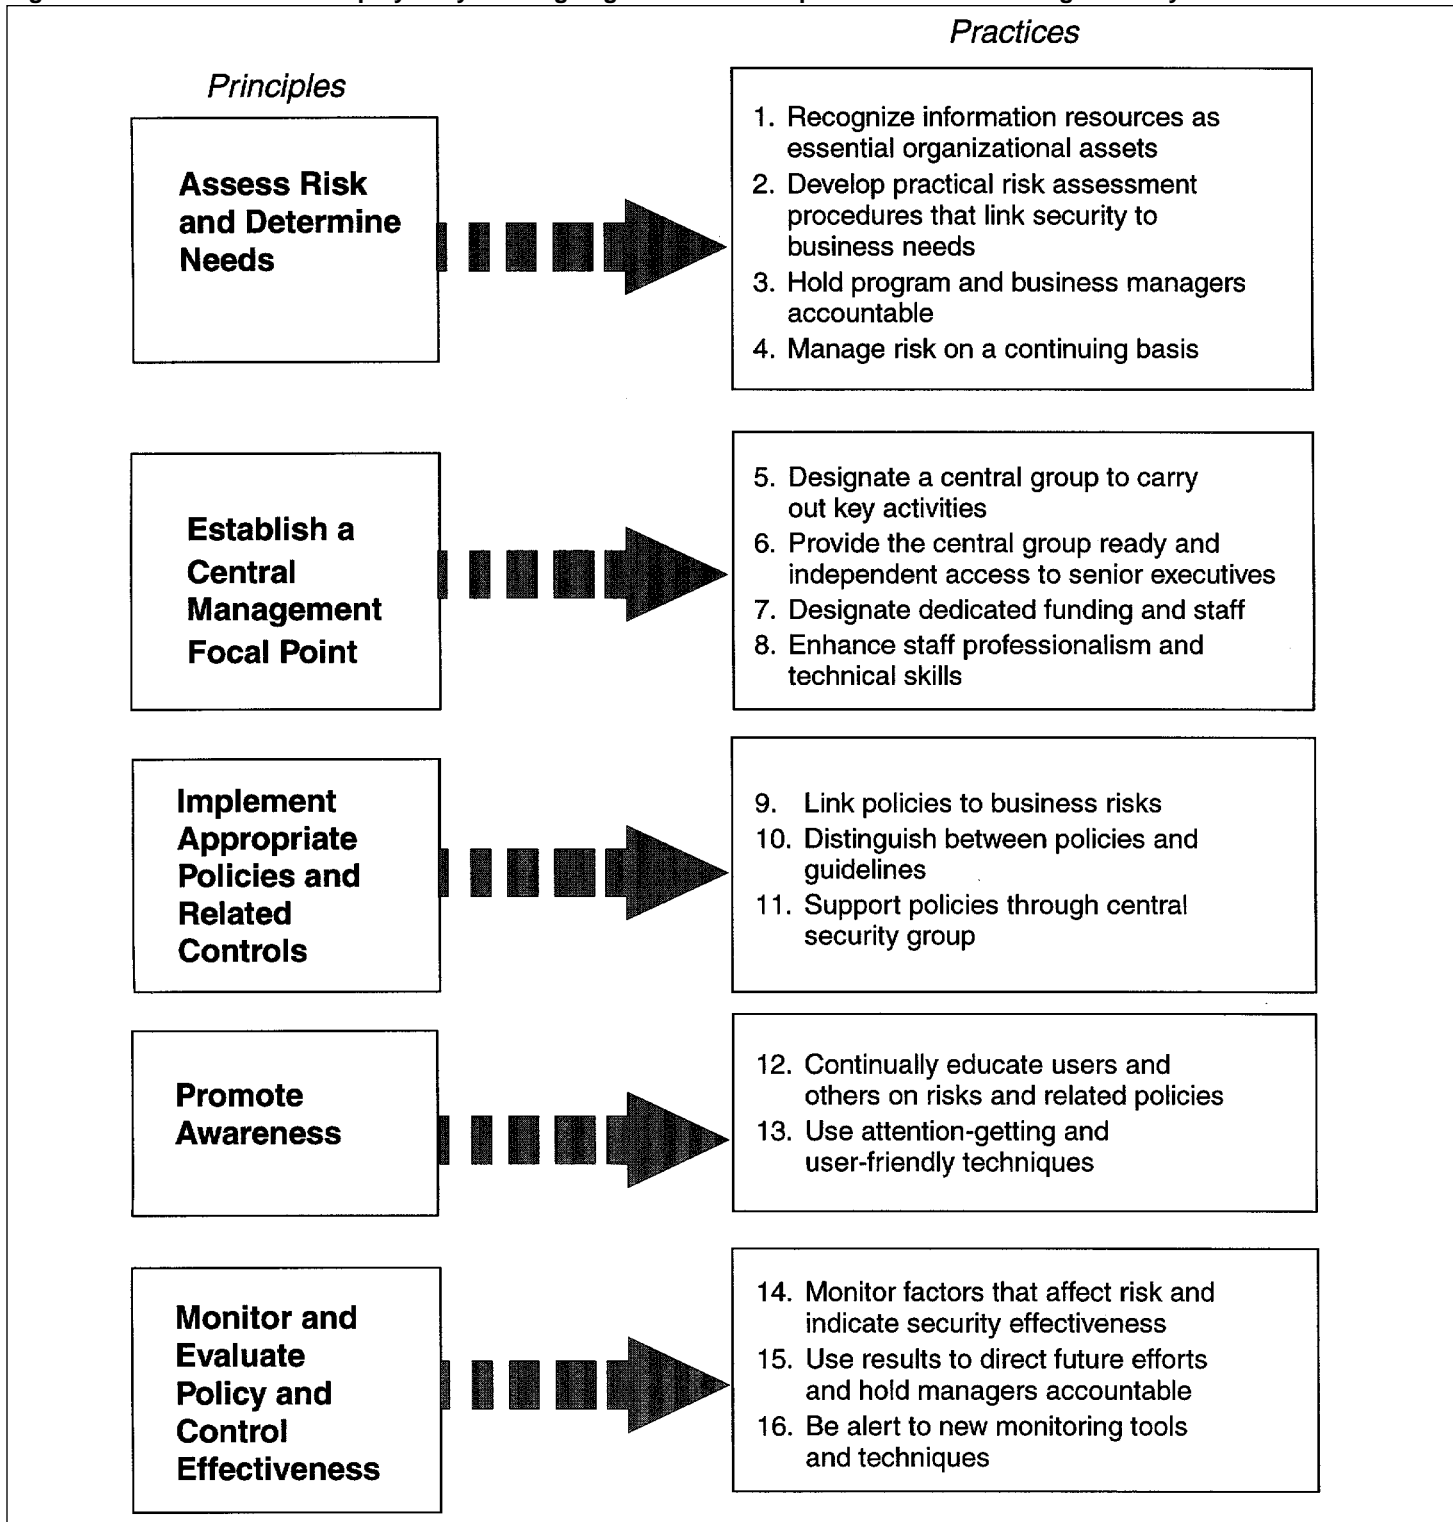 Practices
Principles
Assess Risk
and Determine
Needs
1. Recognize information resources as
essential organizational assets
2. Develop practical risk assessment
procedures that link security to
business needs
3. Hold program and business managers
accountable
4. Manage risk on a continuing basis
Establish a
Central
Management
Focal Point
5. Designate a central group to carry
out key activities
6. Provide the central group ready and
independent access to senior executives
7. Designate dedicated funding and staff
8. Enhance staff professionalism and
technical skills
Implement
Appropriate
Policies and
Related
Controls
9. Link policies to business risks
10. Distinguish between policies and
guidelines
11. Support policies through central
security group
Promote
Awareness
12. Continually educate users and
others on risks and related policies
13. Use attention-getting and
user-friendly techniques
Monitor and
Evaluate
Policy and
Control
Effectiveness
14. Monitor factors that affect risk and
indicate security effectiveness
15. Use results to direct future efforts
and hold managers accountable
16. Be alert to new monitoring tools
and techniques